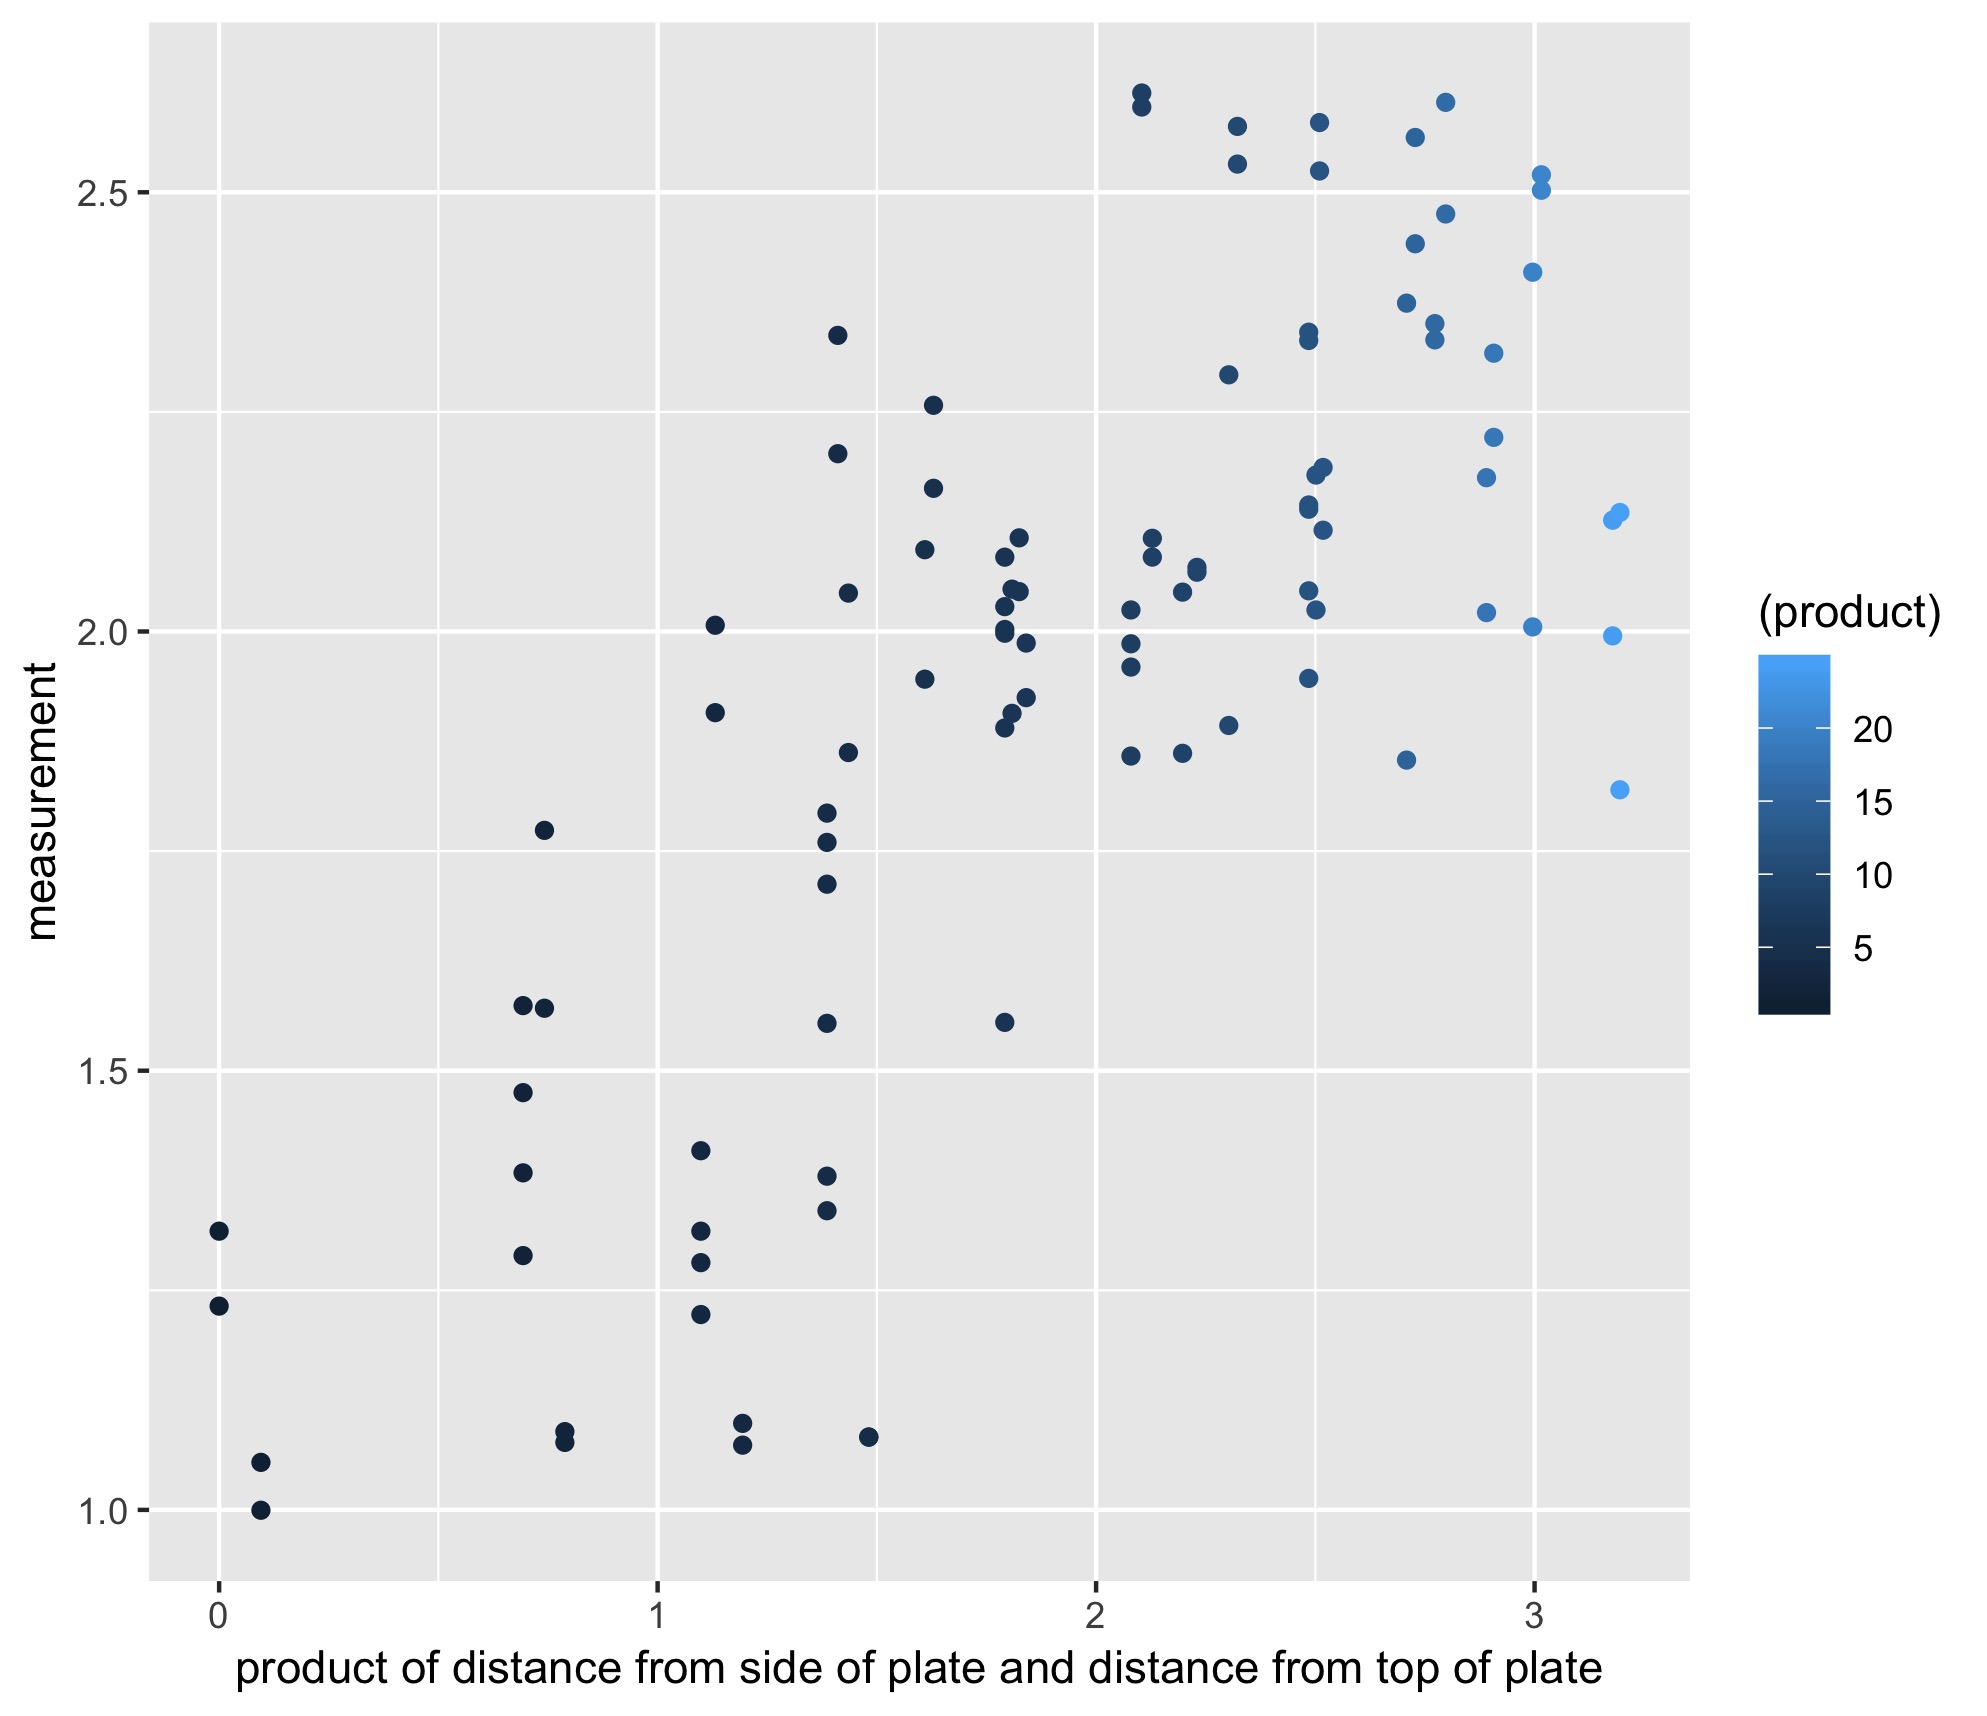 2.5
2.0
1.5
1.0
measurement
0 1 2 3
product of distance from side of plate and distance from top of plate
(product)
20
15
10
5